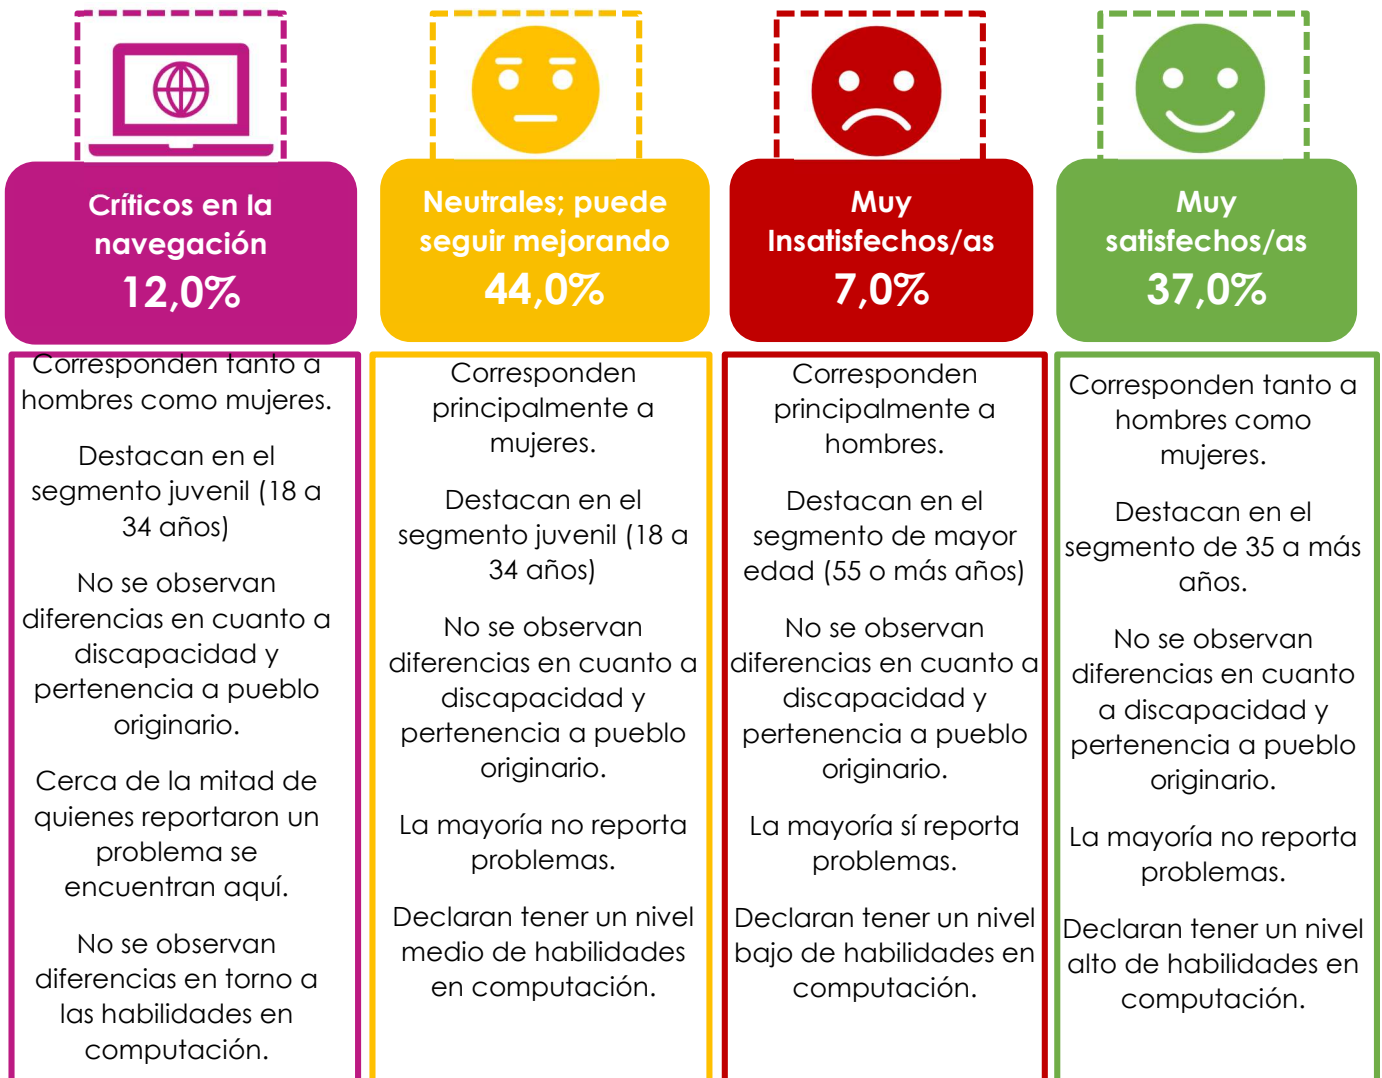 Críticos en la
navegación
12,0%
Corresponden tanto a
hombres como mujeres.
Destacan en el
segmento juvenil (18 a
34 años)
No se observan
diferencias en cuanto a
discapacidad y
pertenencia a pueblo
originario.
Cerca de la mitad de
quienes reportaron un
problema se
encuentran aquí.
No se observan
diferencias en torno a
las habilidades en
computación.
Neutrales; puede
seguir mejorando
44,0%
Corresponden
principalmente a
mujeres.
Destacan en el
segmento juvenil (18 a
34 años)
No se observan
diferencias en cuanto a
discapacidad y
pertenencia a pueblo
originario.
La mayoría no reporta
problemas.
Declaran tener un nivel
medio de habilidades
en computación.
Muy
Insatisfechos/as
7,0%
Corresponden
principalmente a
hombres.
Destacan en el
segmento de mayor
edad (55 o más años)
No se observan
diferencias en cuanto a
discapacidad y
pertenencia a pueblo
originario.
La mayoría sí reporta
problemas.
Declaran tener un nivel
bajo de habilidades en
computación.
Muy
satisfechos/as
37,0%
Corresponden tanto a
hombres como
mujeres.
Destacan en el
segmento de 35 a más
años.
No se observan
diferencias en cuanto
a discapacidad y
pertenencia a pueblo
originario.
La mayoría no reporta
problemas.
Declaran tener un nivel
alto de habilidades en
computación.